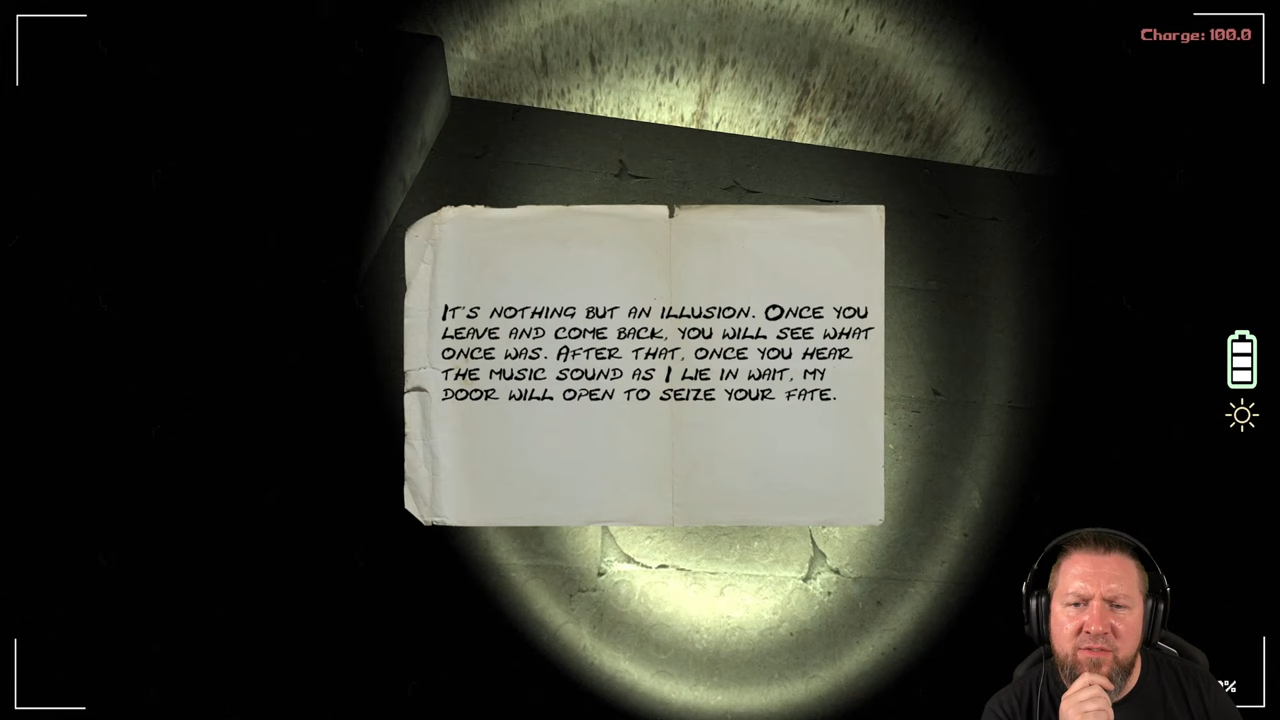 Charge: 100.0
It's nothing but an illusion. Once you
leave and come back, you will see what
once was. After that, once you hear
the music sound as I lie in wait, my
door will open to seize your fate.
%